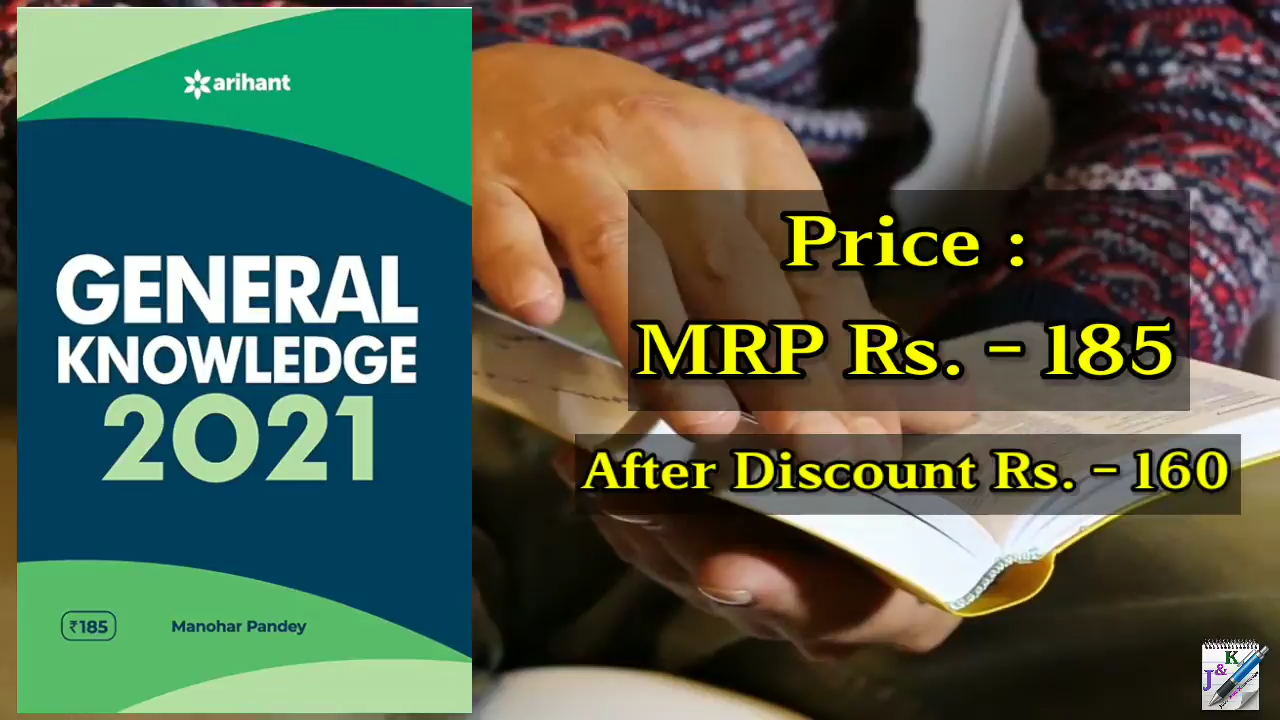 arihant
GENERAL
KNOWLEDGE
2021
₹185
Manohar Pandey
Price :
MRP Rs. - 185
After Discount Rs. - 160
J&K